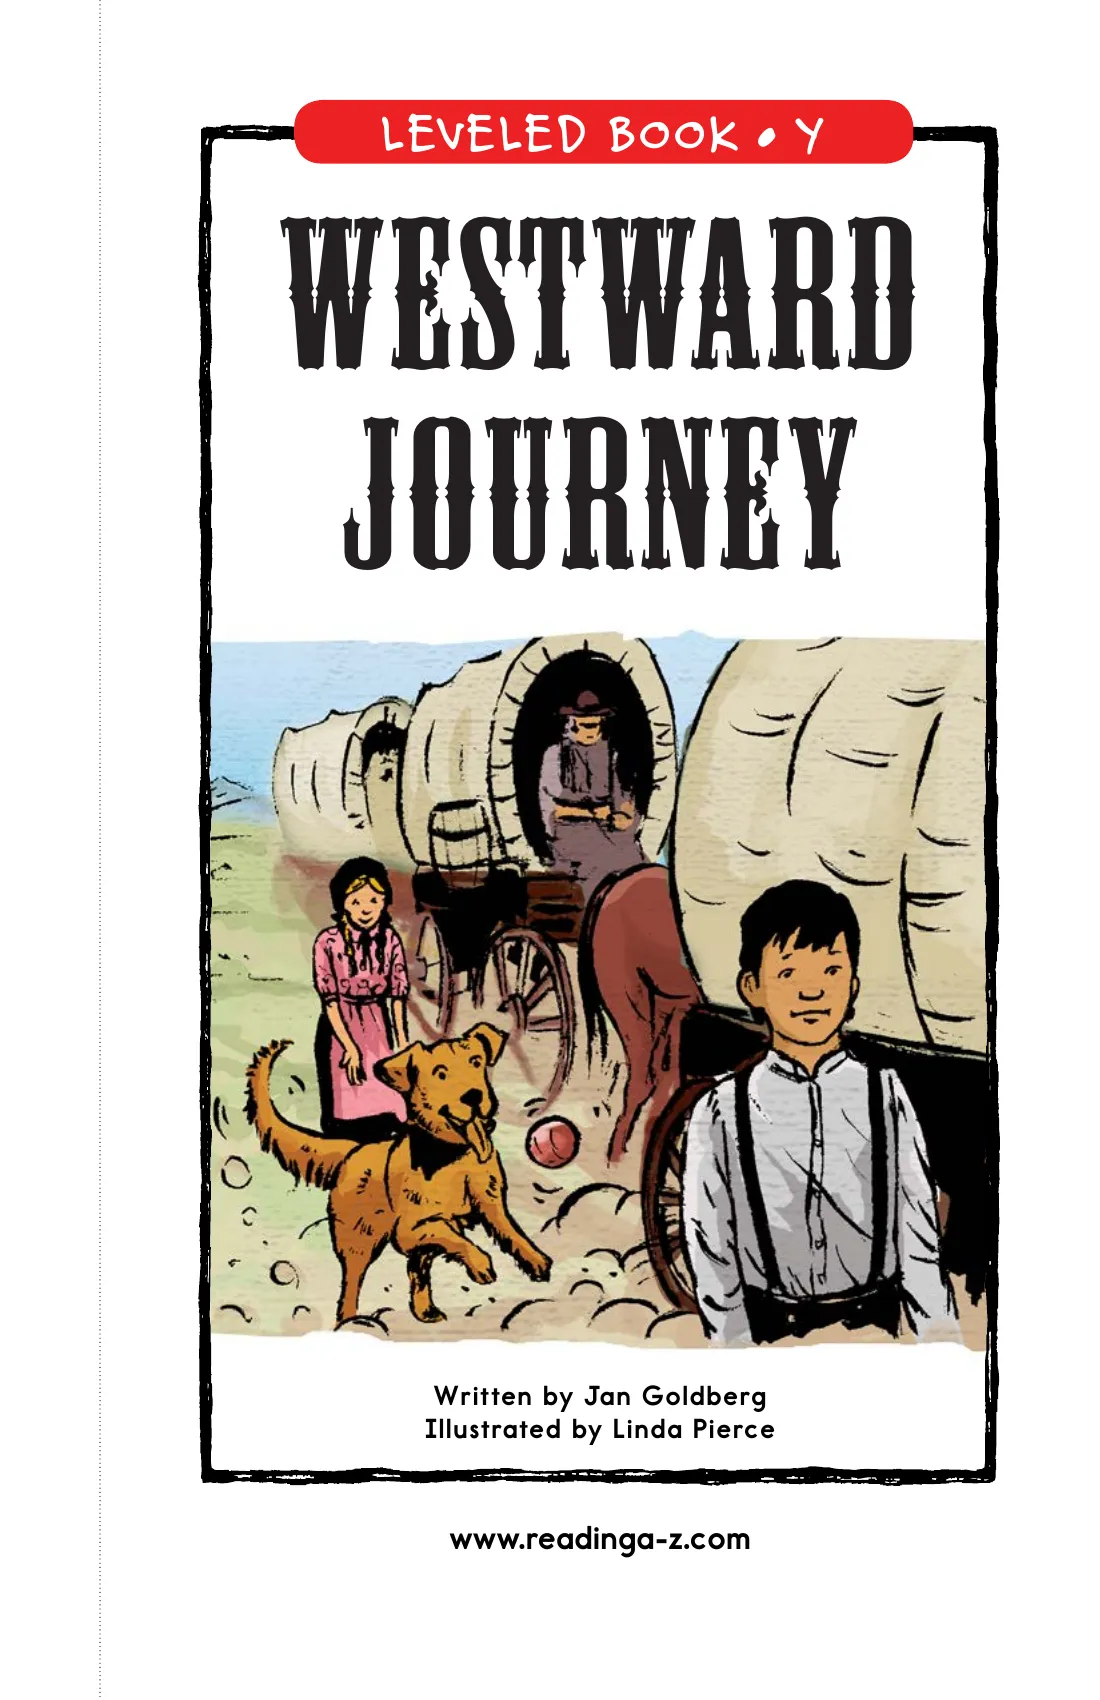 LEVELED BOOK • Y
WESTWARD
JOURNEY
Written by Jan Goldberg
Illustrated by Linda Pierce
www.readinga-z.com